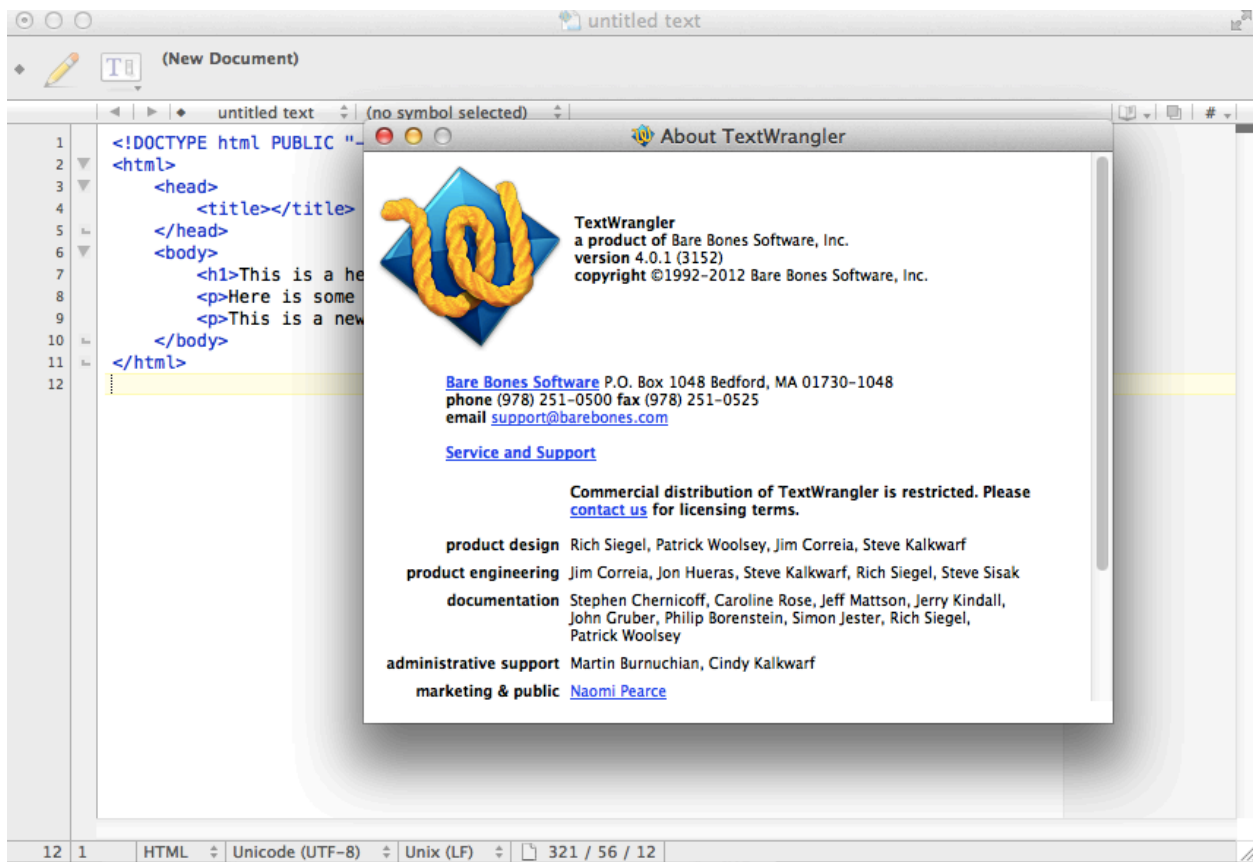 untitled text
(New Document)
untitled text (no symbol selected) #
1 <!DOCTYPE html PUBLIC "-
2 <html>
3 <head>
4 <title></title>
5 </head>
6 <body>
7 <h1>This is a he
8 <p>Here is some
9 <p>This is a new
10 </body>
11 </html>
12
About TextWrangler
TextWrangler
a product of Bare Bones Software, Inc.
version 4.0.1 (3152)
copyright ©1992-2012 Bare Bones Software, Inc.
Bare Bones Software P.O. Box 1048 Bedford, MA 01730-1048
phone (978) 251-0500 fax (978) 251-0525
email support@barebones.com
Service and Support
Commercial distribution of TextWrangler is restricted. Please
contact us for licensing terms.
product design Rich Siegel, Patrick Woolsey, Jim Correia, Steve Kalkwarf
product engineering Jim Correia, Jon Hueras, Steve Kalkwarf, Rich Siegel, Steve Sisak
documentation Stephen Chernicoff, Caroline Rose, Jeff Mattson, Jerry Kindall,
John Gruber, Philip Borenstein, Simon Jester, Rich Siegel,
Patrick Woolsey
administrative support Martin Burnuchian, Cindy Kalkwarf
marketing & public Naomi Pearce
12 1 HTML Unicode (UTF-8) Unix (LF) 321 / 56 / 12